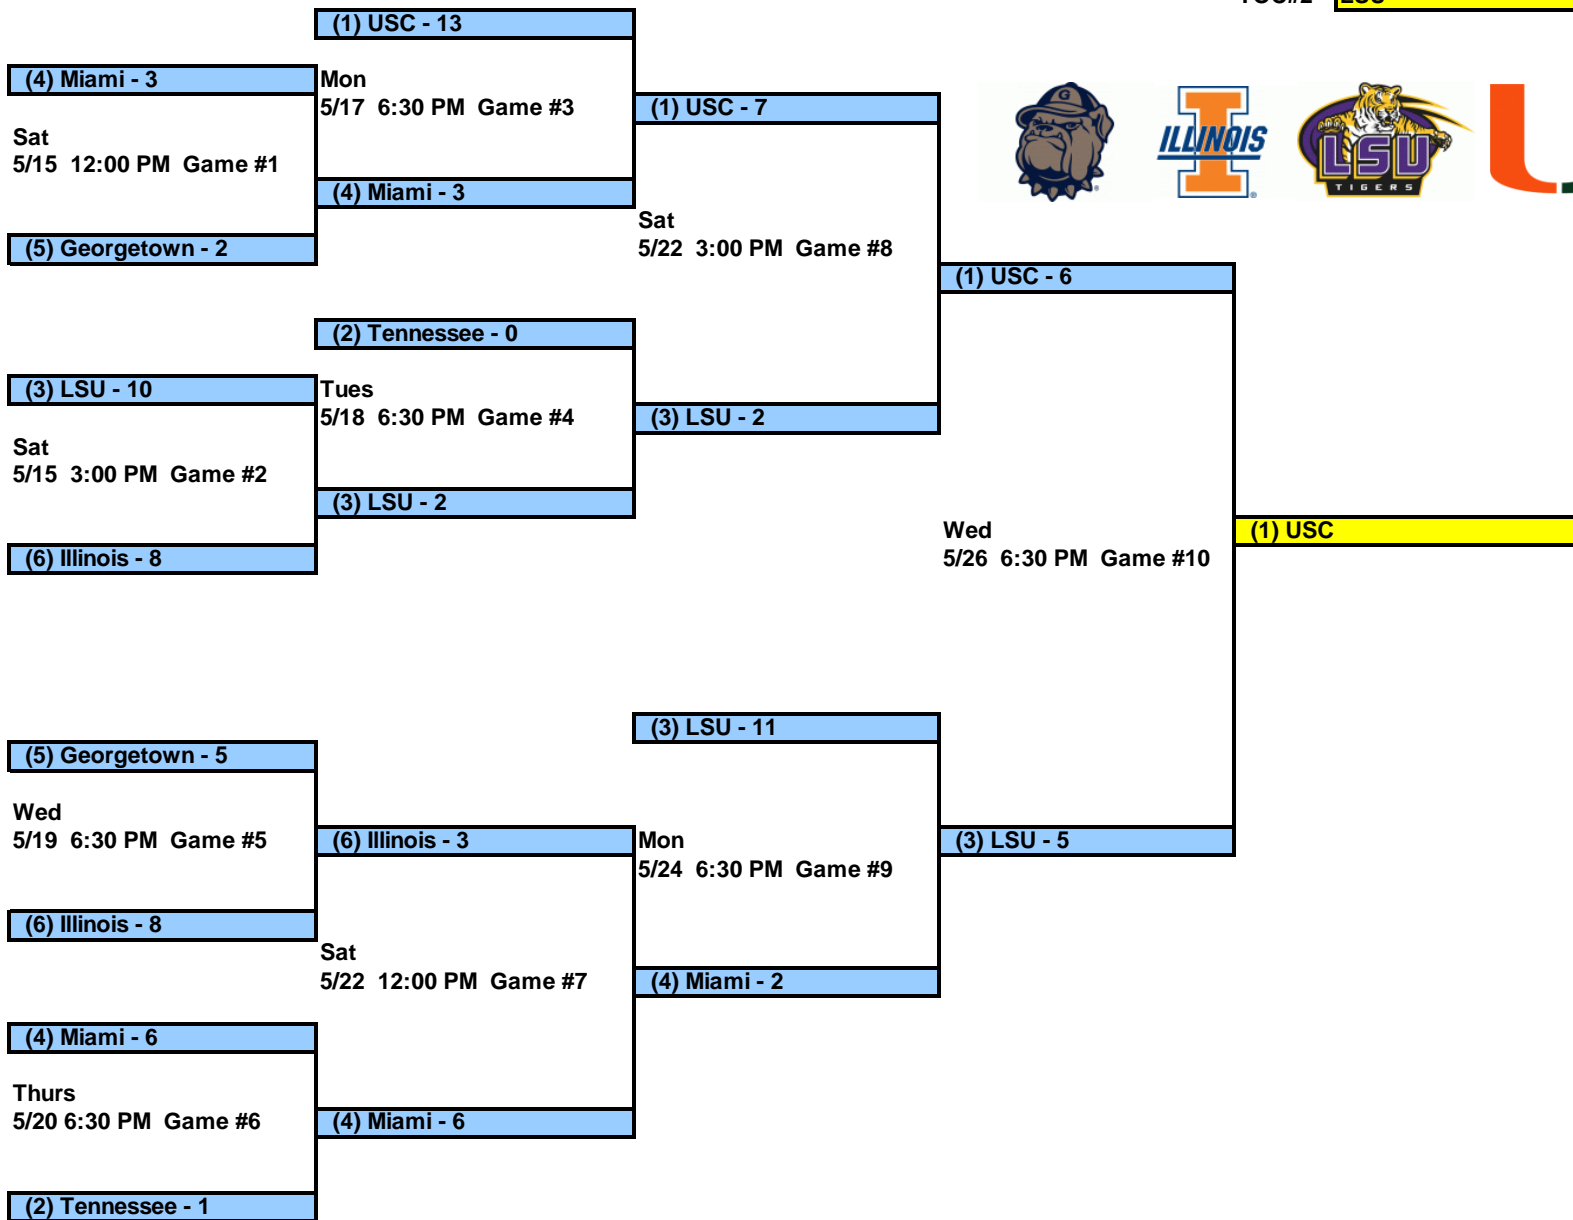 (1) USC - 13
(4) Miami - 3
Mon
5/17 6:30 PM Game #3
(1) USC - 7
Sat
5/15 12:00 PM Game #1
(4) Miami - 3
Sat
5/22 3:00 PM Game #8
(5) Georgetown - 2
(1) USC - 6
G
ILLINOIS
LSU
TIGERS
(2) Tennessee - 0
(3) LSU - 10
Tues
5/18 6:30 PM Game #4
(3) LSU - 2
Sat
5/15 3:00 PM Game #2
(3) LSU - 2
Wed
5/26 6:30 PM Game #10
(1) USC
(6) Illinois - 8
(3) LSU - 11
(5) Georgetown - 5
Wed
5/19 6:30 PM Game #5
(6) Illinois - 3
Mon
5/24 6:30 PM Game #9
(3) LSU - 5
(6) Illinois - 8
Sat
5/22 12:00 PM Game #7
(4) Miami - 2
(4) Miami - 6
Thurs
5/20 6:30 PM Game #6
(4) Miami - 6
(2) Tennessee - 1